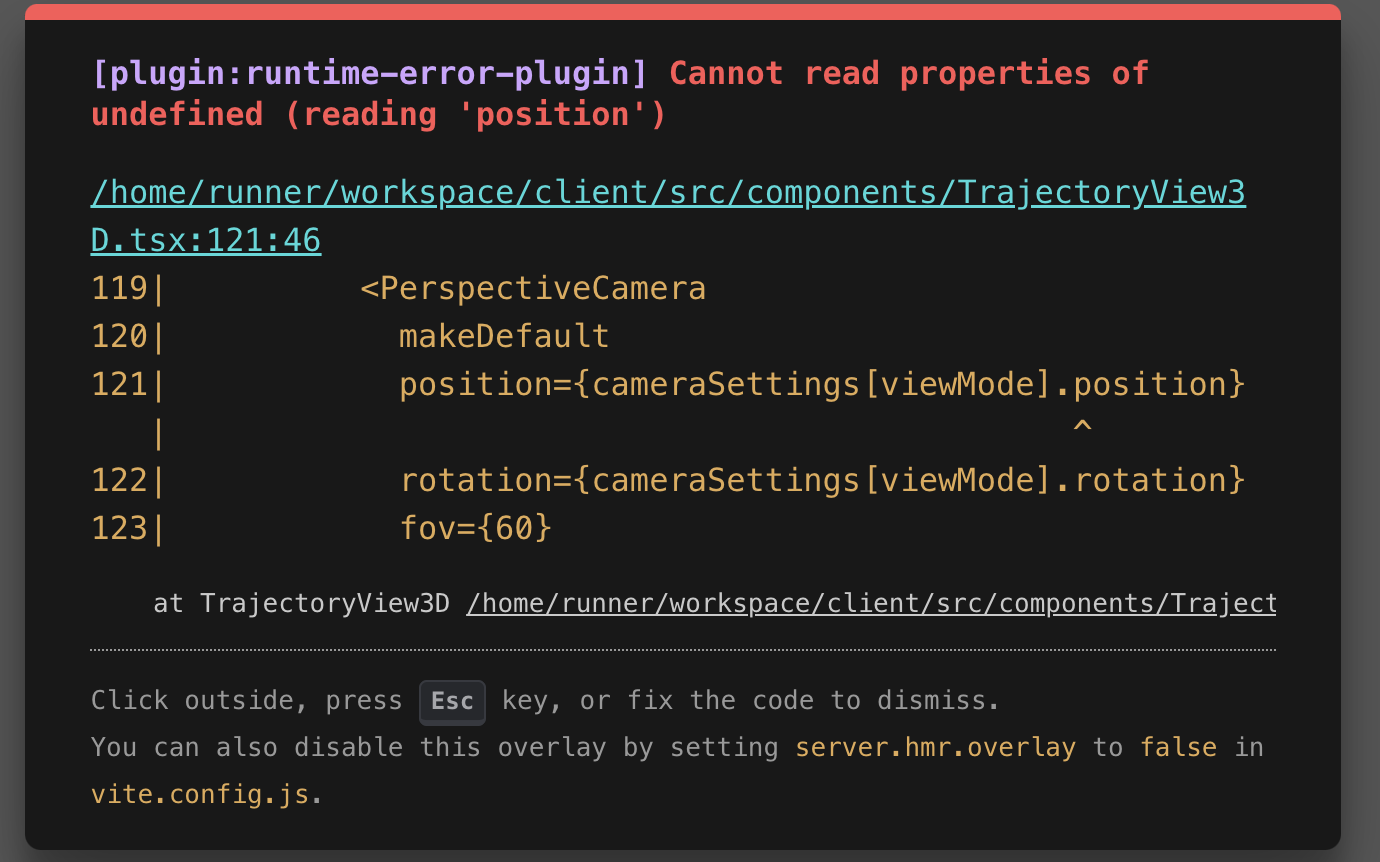 [plugin:runtime-error-plugin] Cannot read properties of
undefined (reading 'position')
/home/runner/workspace/client/src/components/TrajectoryView3
D.tsx:121:46
119|          <PerspectiveCamera
120|            makeDefault
121|            position={cameraSettings[viewMode].position}
   |                                               ^
122|            rotation={cameraSettings[viewMode].rotation}
123|            fov={60}
    at TrajectoryView3D /home/runner/workspace/client/src/components/Traject
Click outside, press Esc key, or fix the code to dismiss.
You can also disable this overlay by setting server.hmr.overlay to false in
vite.config.js.